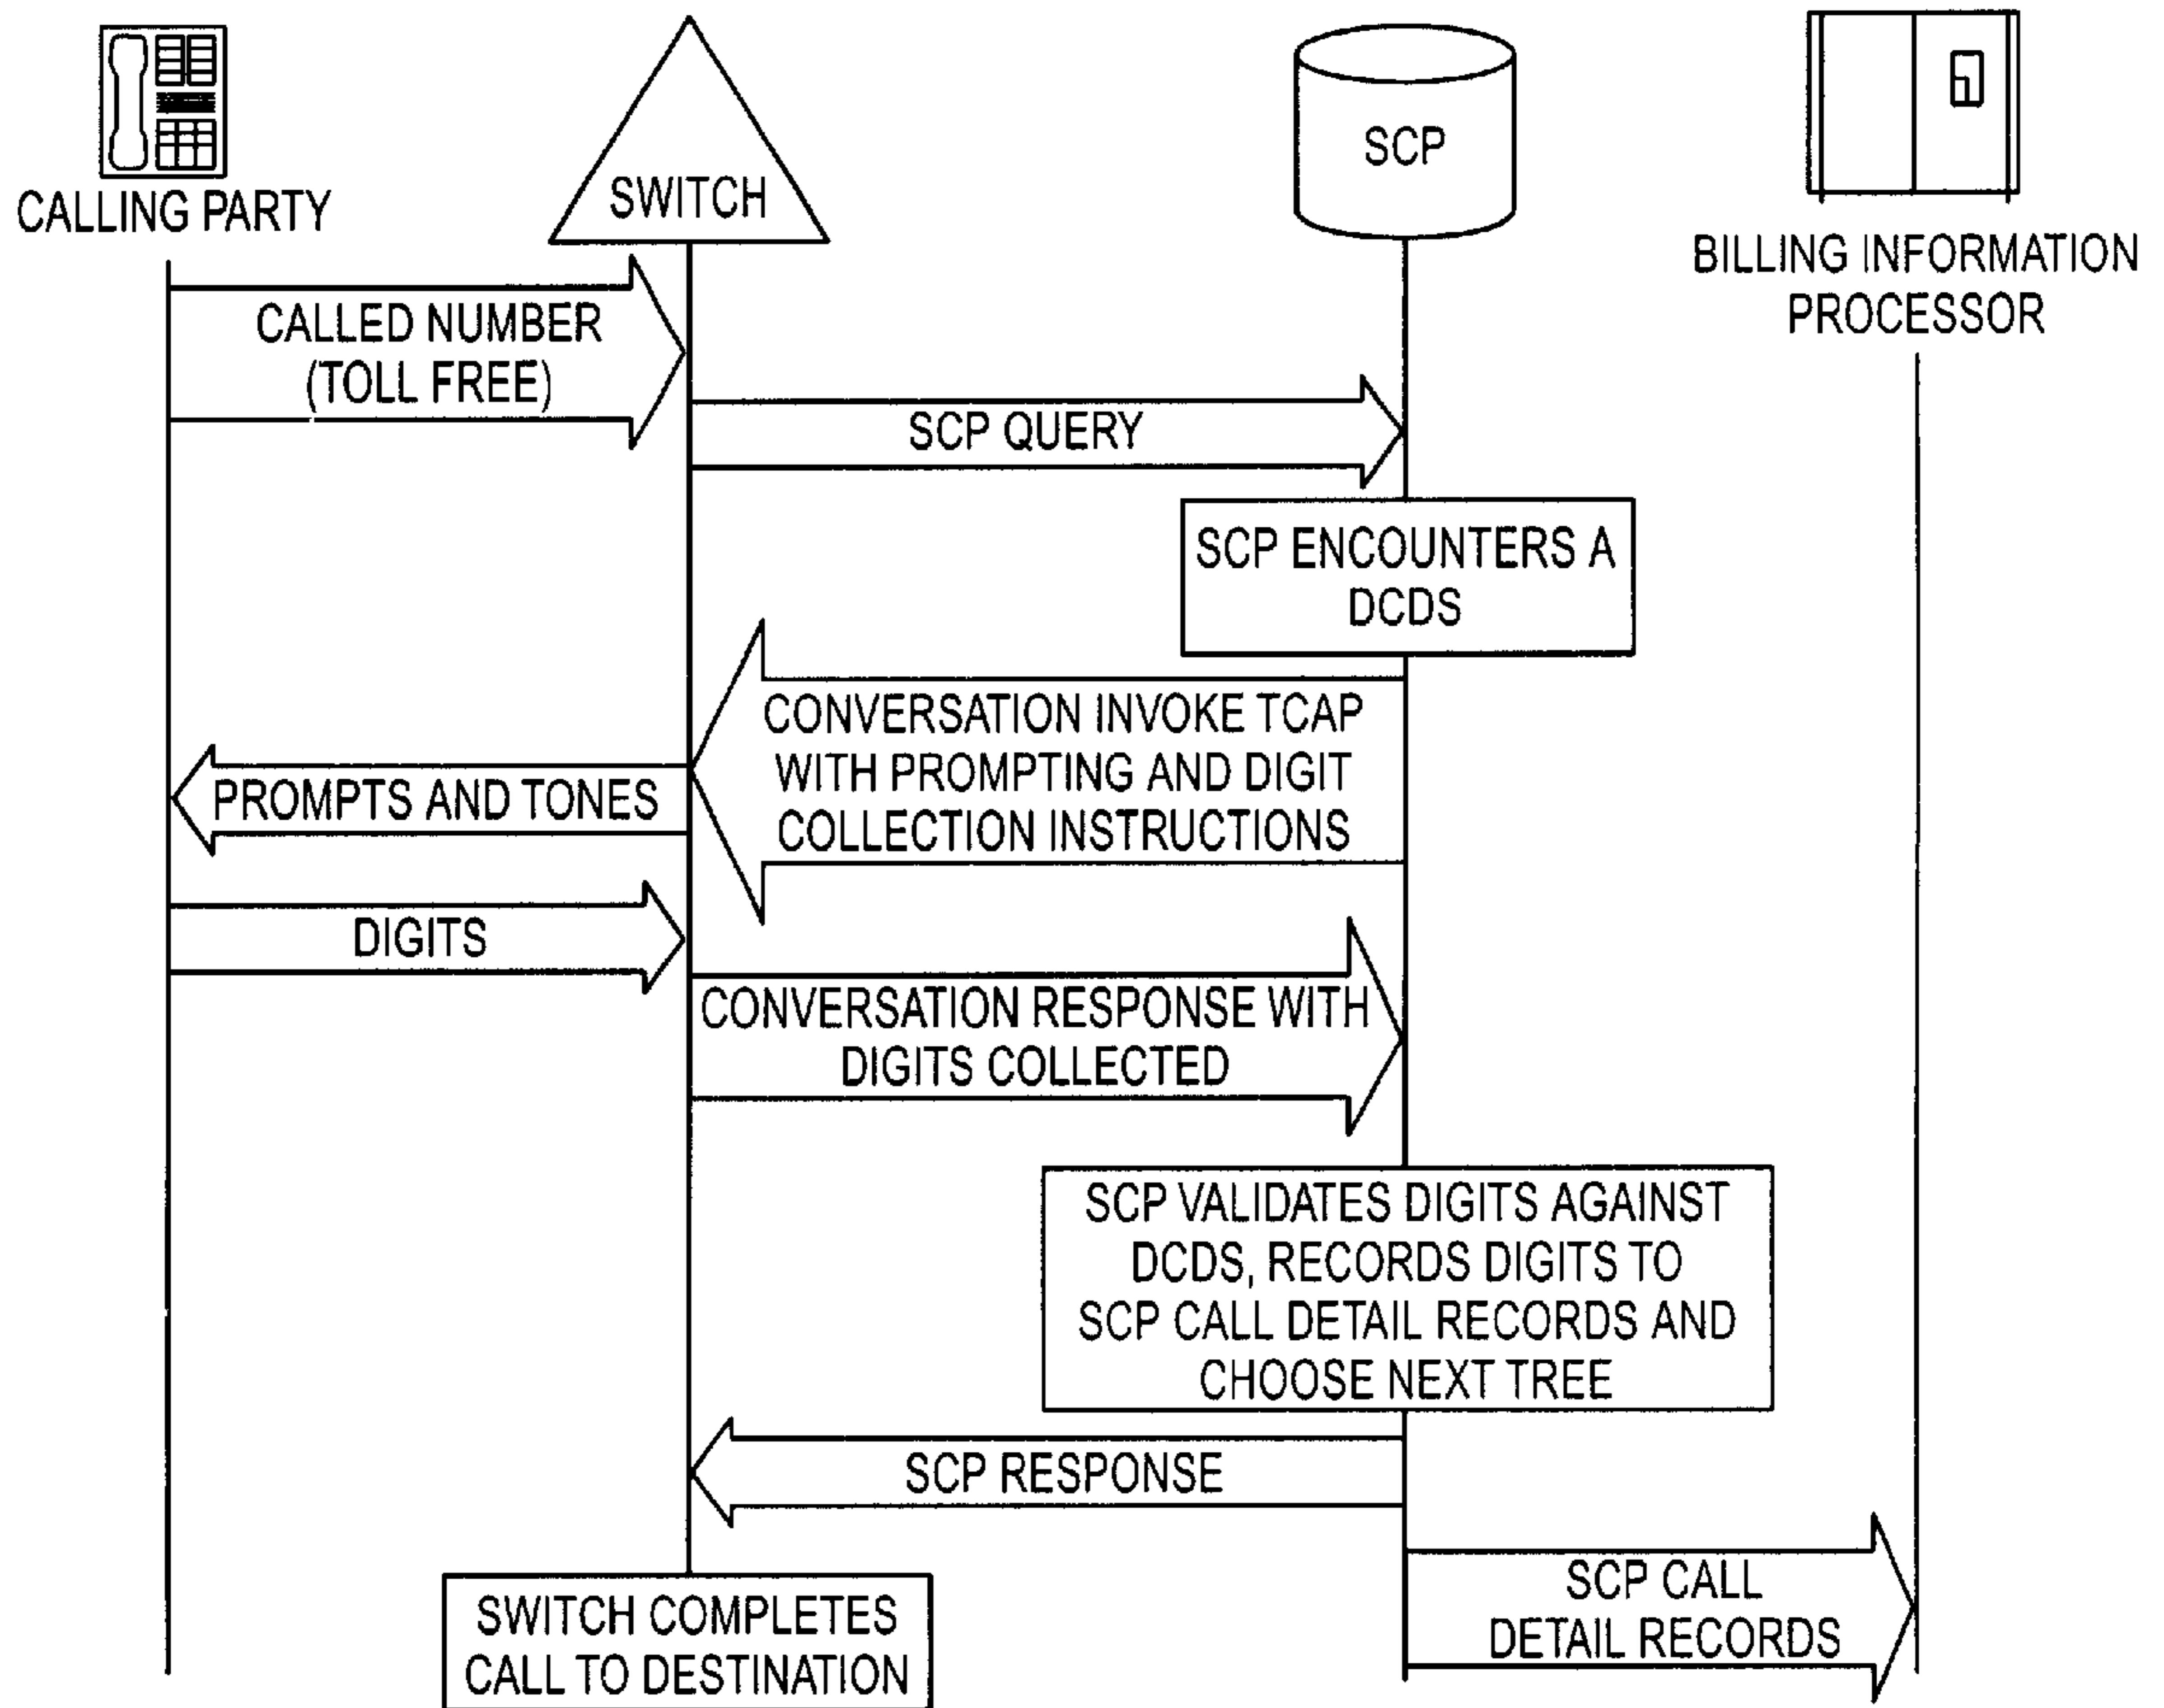 SWITCH
SCP
CALLING PARTY
BILLING INFORMATION
PROCESSOR
CALLED NUMBER
(TOLL FREE)
SCP QUERY
SCP ENCOUNTERS A
DCDS
CONVERSATION INVOKE TCAP
WITH PROMPTING AND DIGIT
COLLECTION INSTRUCTIONS
PROMPTS AND TONES
DIGITS
CONVERSATION RESPONSE WITH
DIGITS COLLECTED
SCP VALIDATES DIGITS AGAINST
DCDS, RECORDS DIGITS TO
SCP CALL DETAIL RECORDS AND
CHOOSE NEXT TREE
SCP RESPONSE
SCP CALL
DETAIL RECORDS
SWITCH COMPLETES
CALL TO DESTINATION